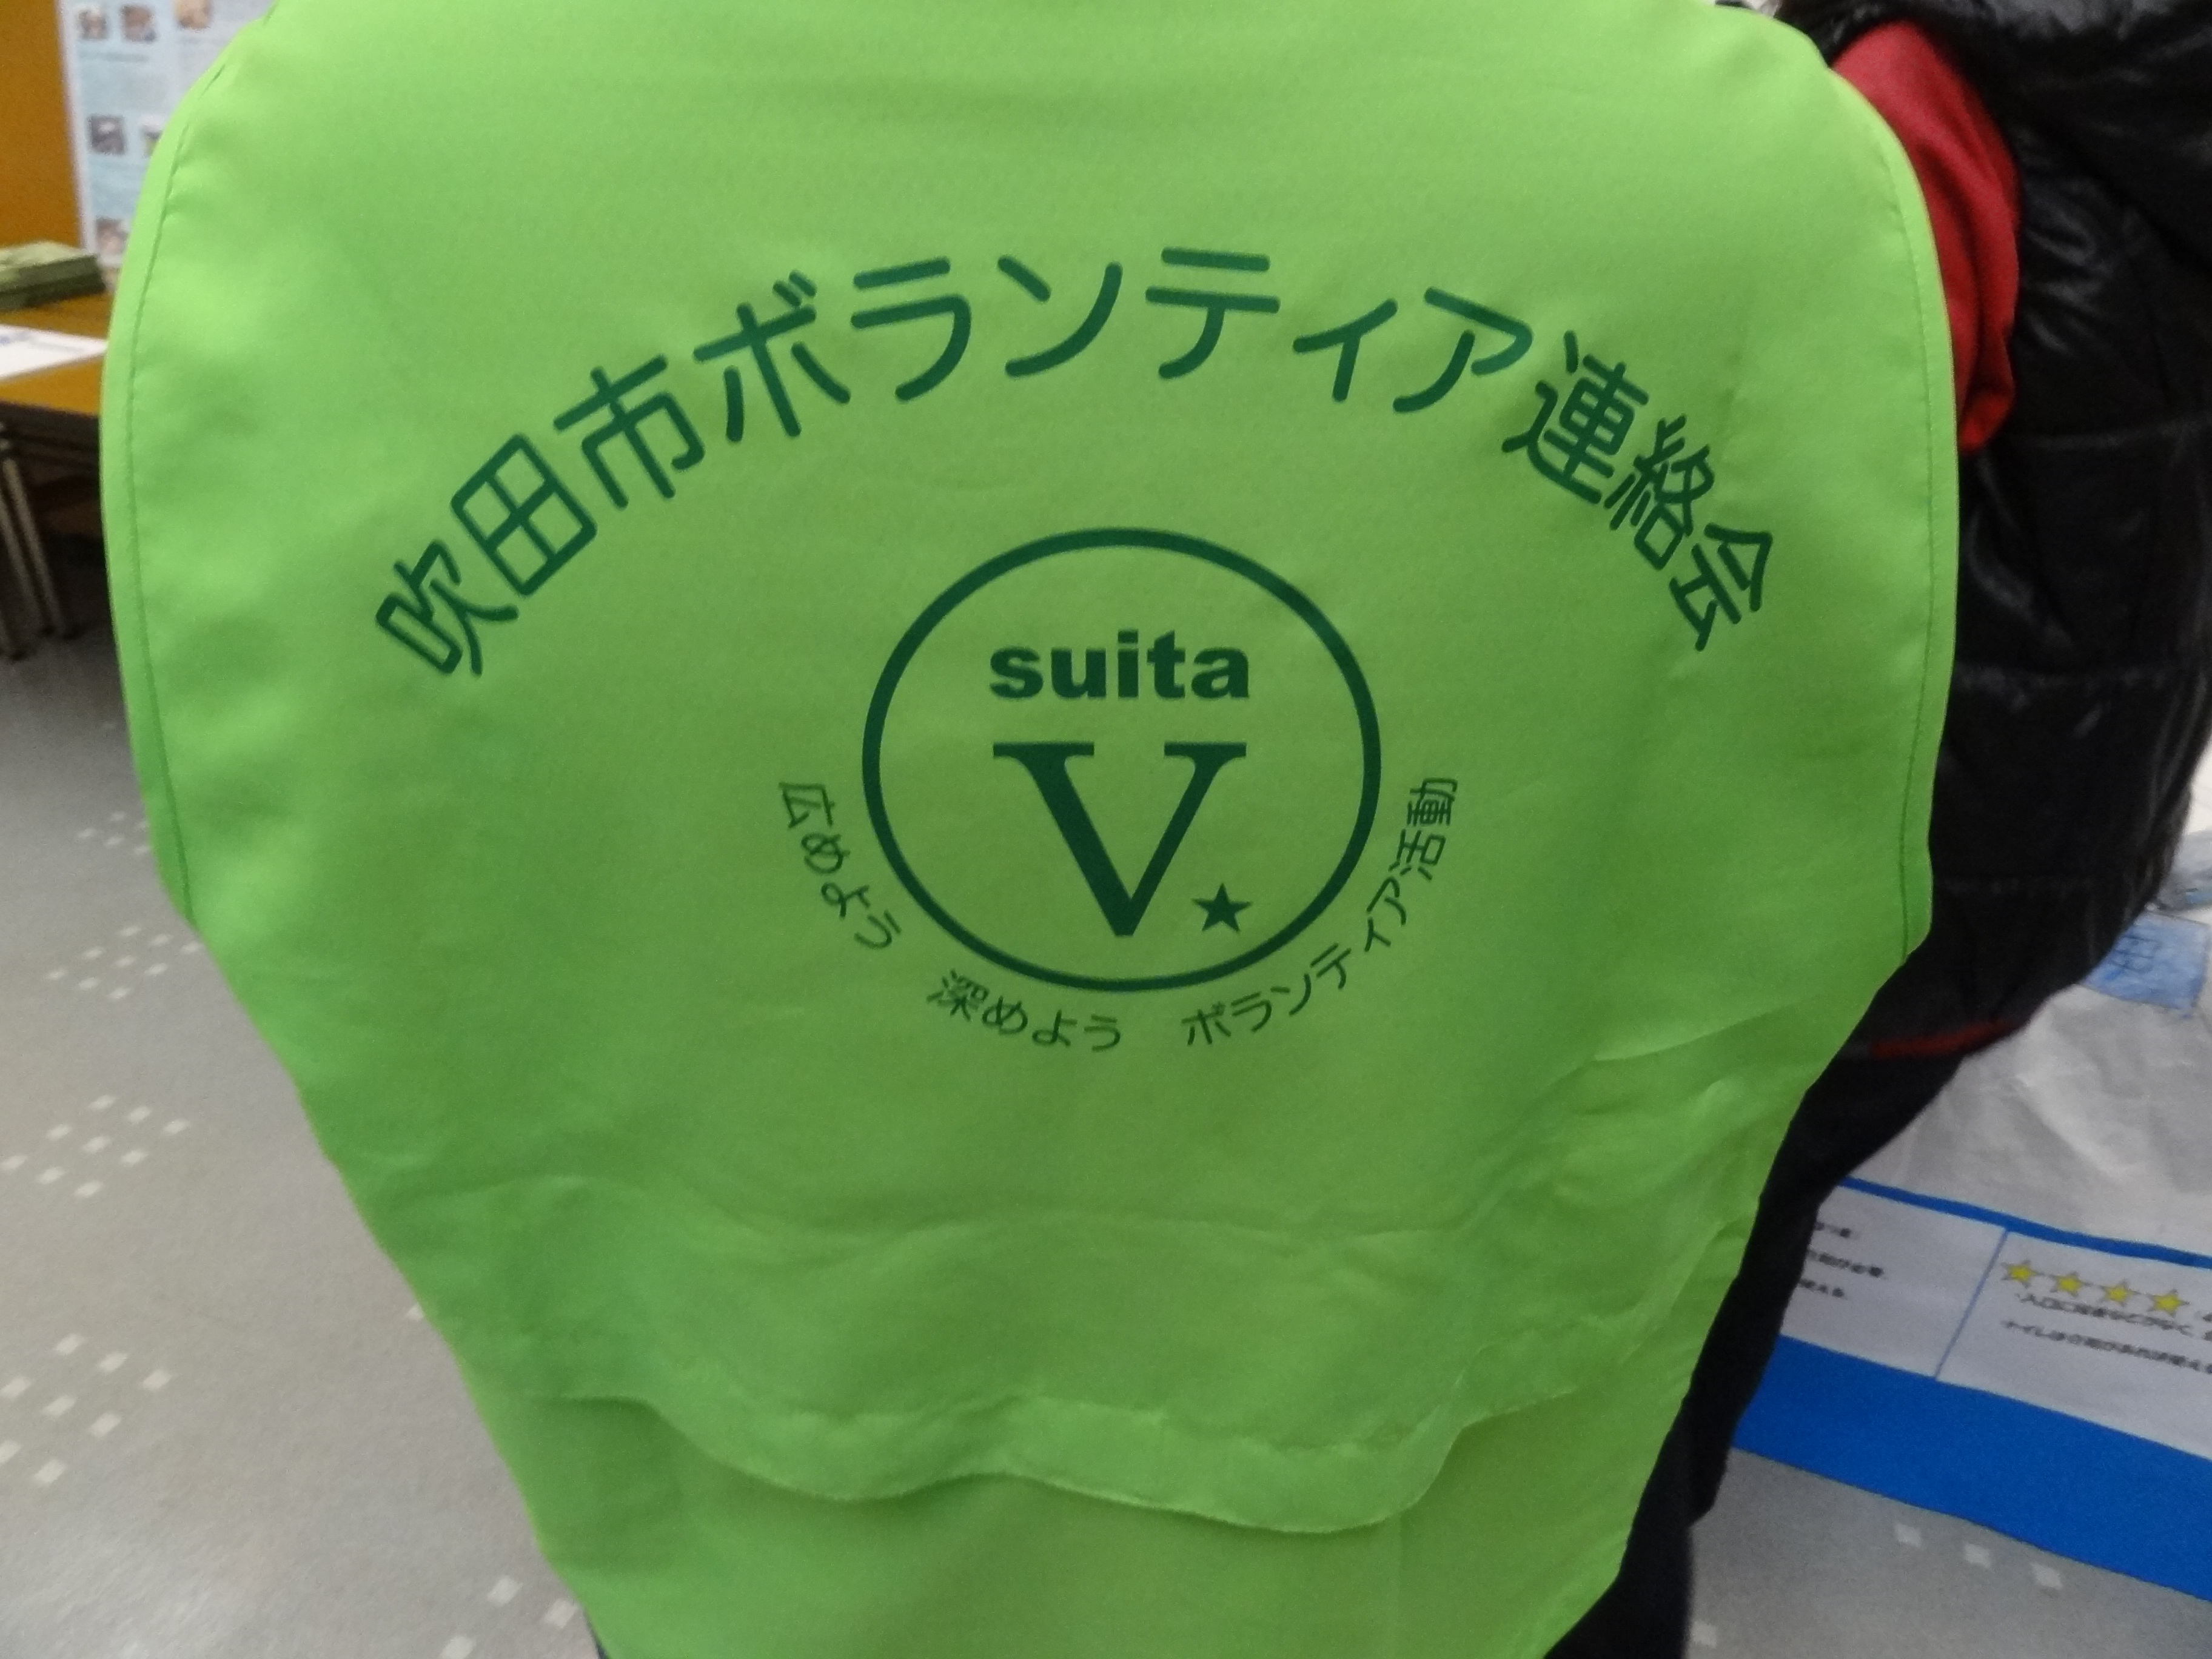 吹田市ボランティア連絡会
suita
V★
広めよう　深めよう　ボランティア活動